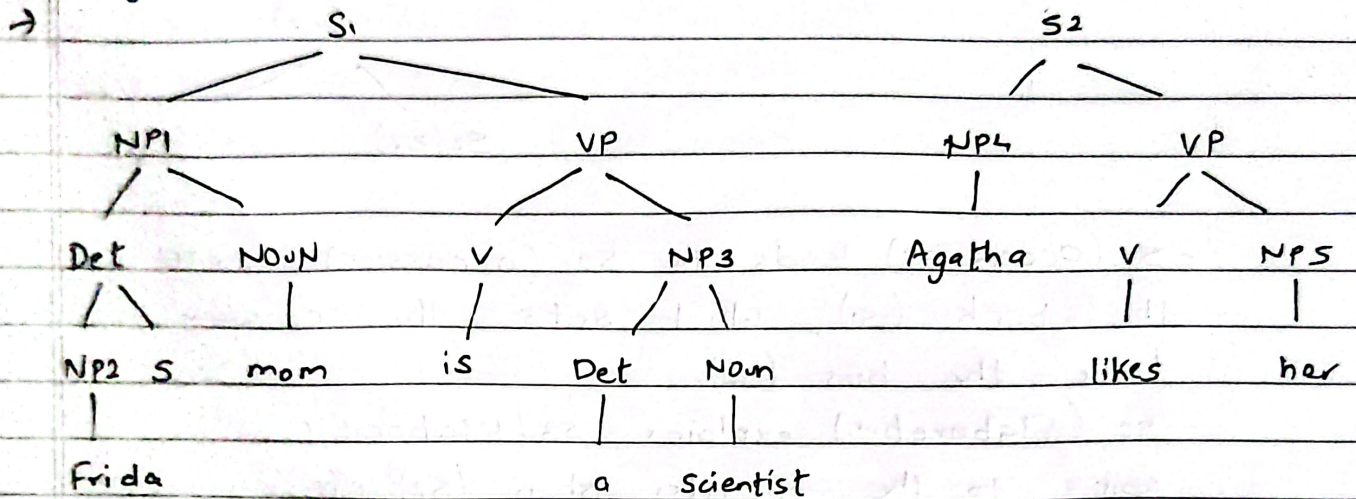 → S1 S2
NP1 VP NP4 VP
Det NOUN V NP3 Agatha V NP5
NP2 s mom is Det Noun likes her
Frida a scientist